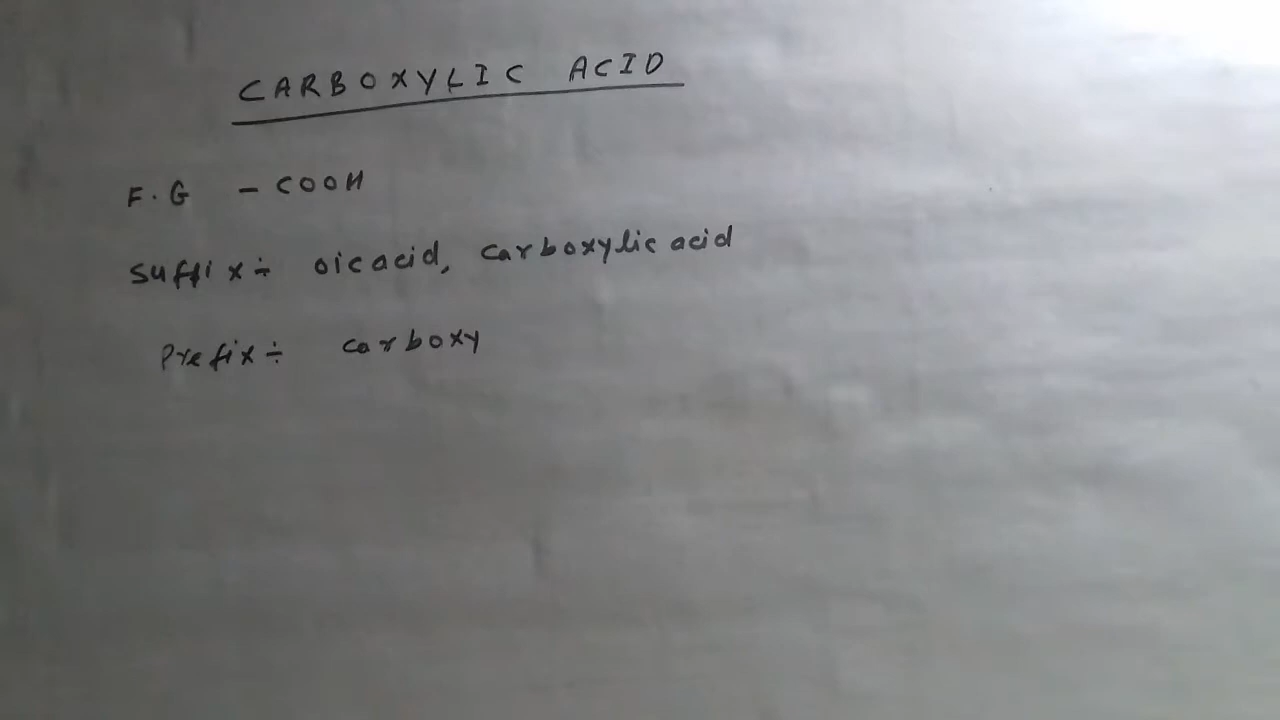 CARBOXYLIC ACID
F.G - COOH
Suffix÷ oicacid, carboxylic acid
Prefix÷ carboxy